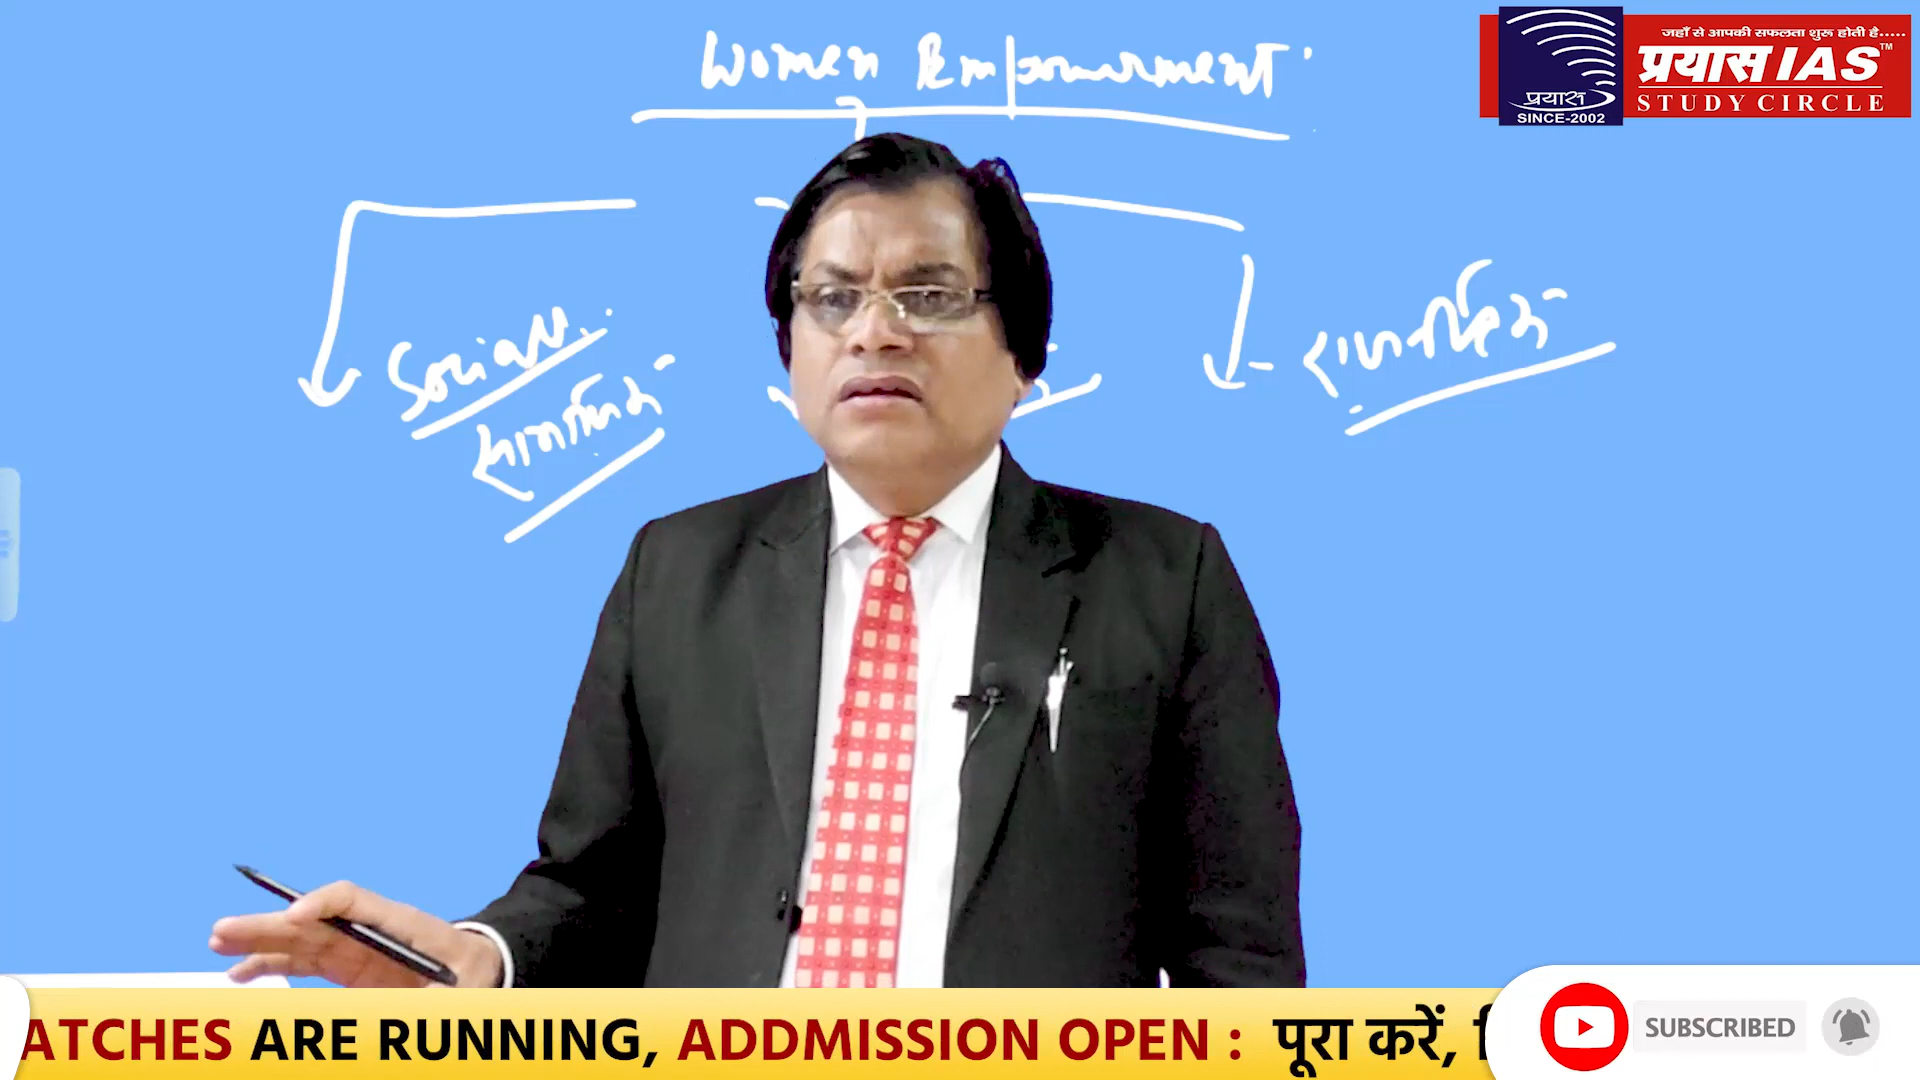 Women Empowerment
जहाँ से आपकी सफलता शुरू होती है.....
प्रयास IAS™
STUDY CIRCLE
प्रयास
SINCE-2002
Social
सामाजिक
राजनीतिक
ATCHES ARE RUNNING, ADDMISSION OPEN : पूरा करें,
SUBSCRIBED